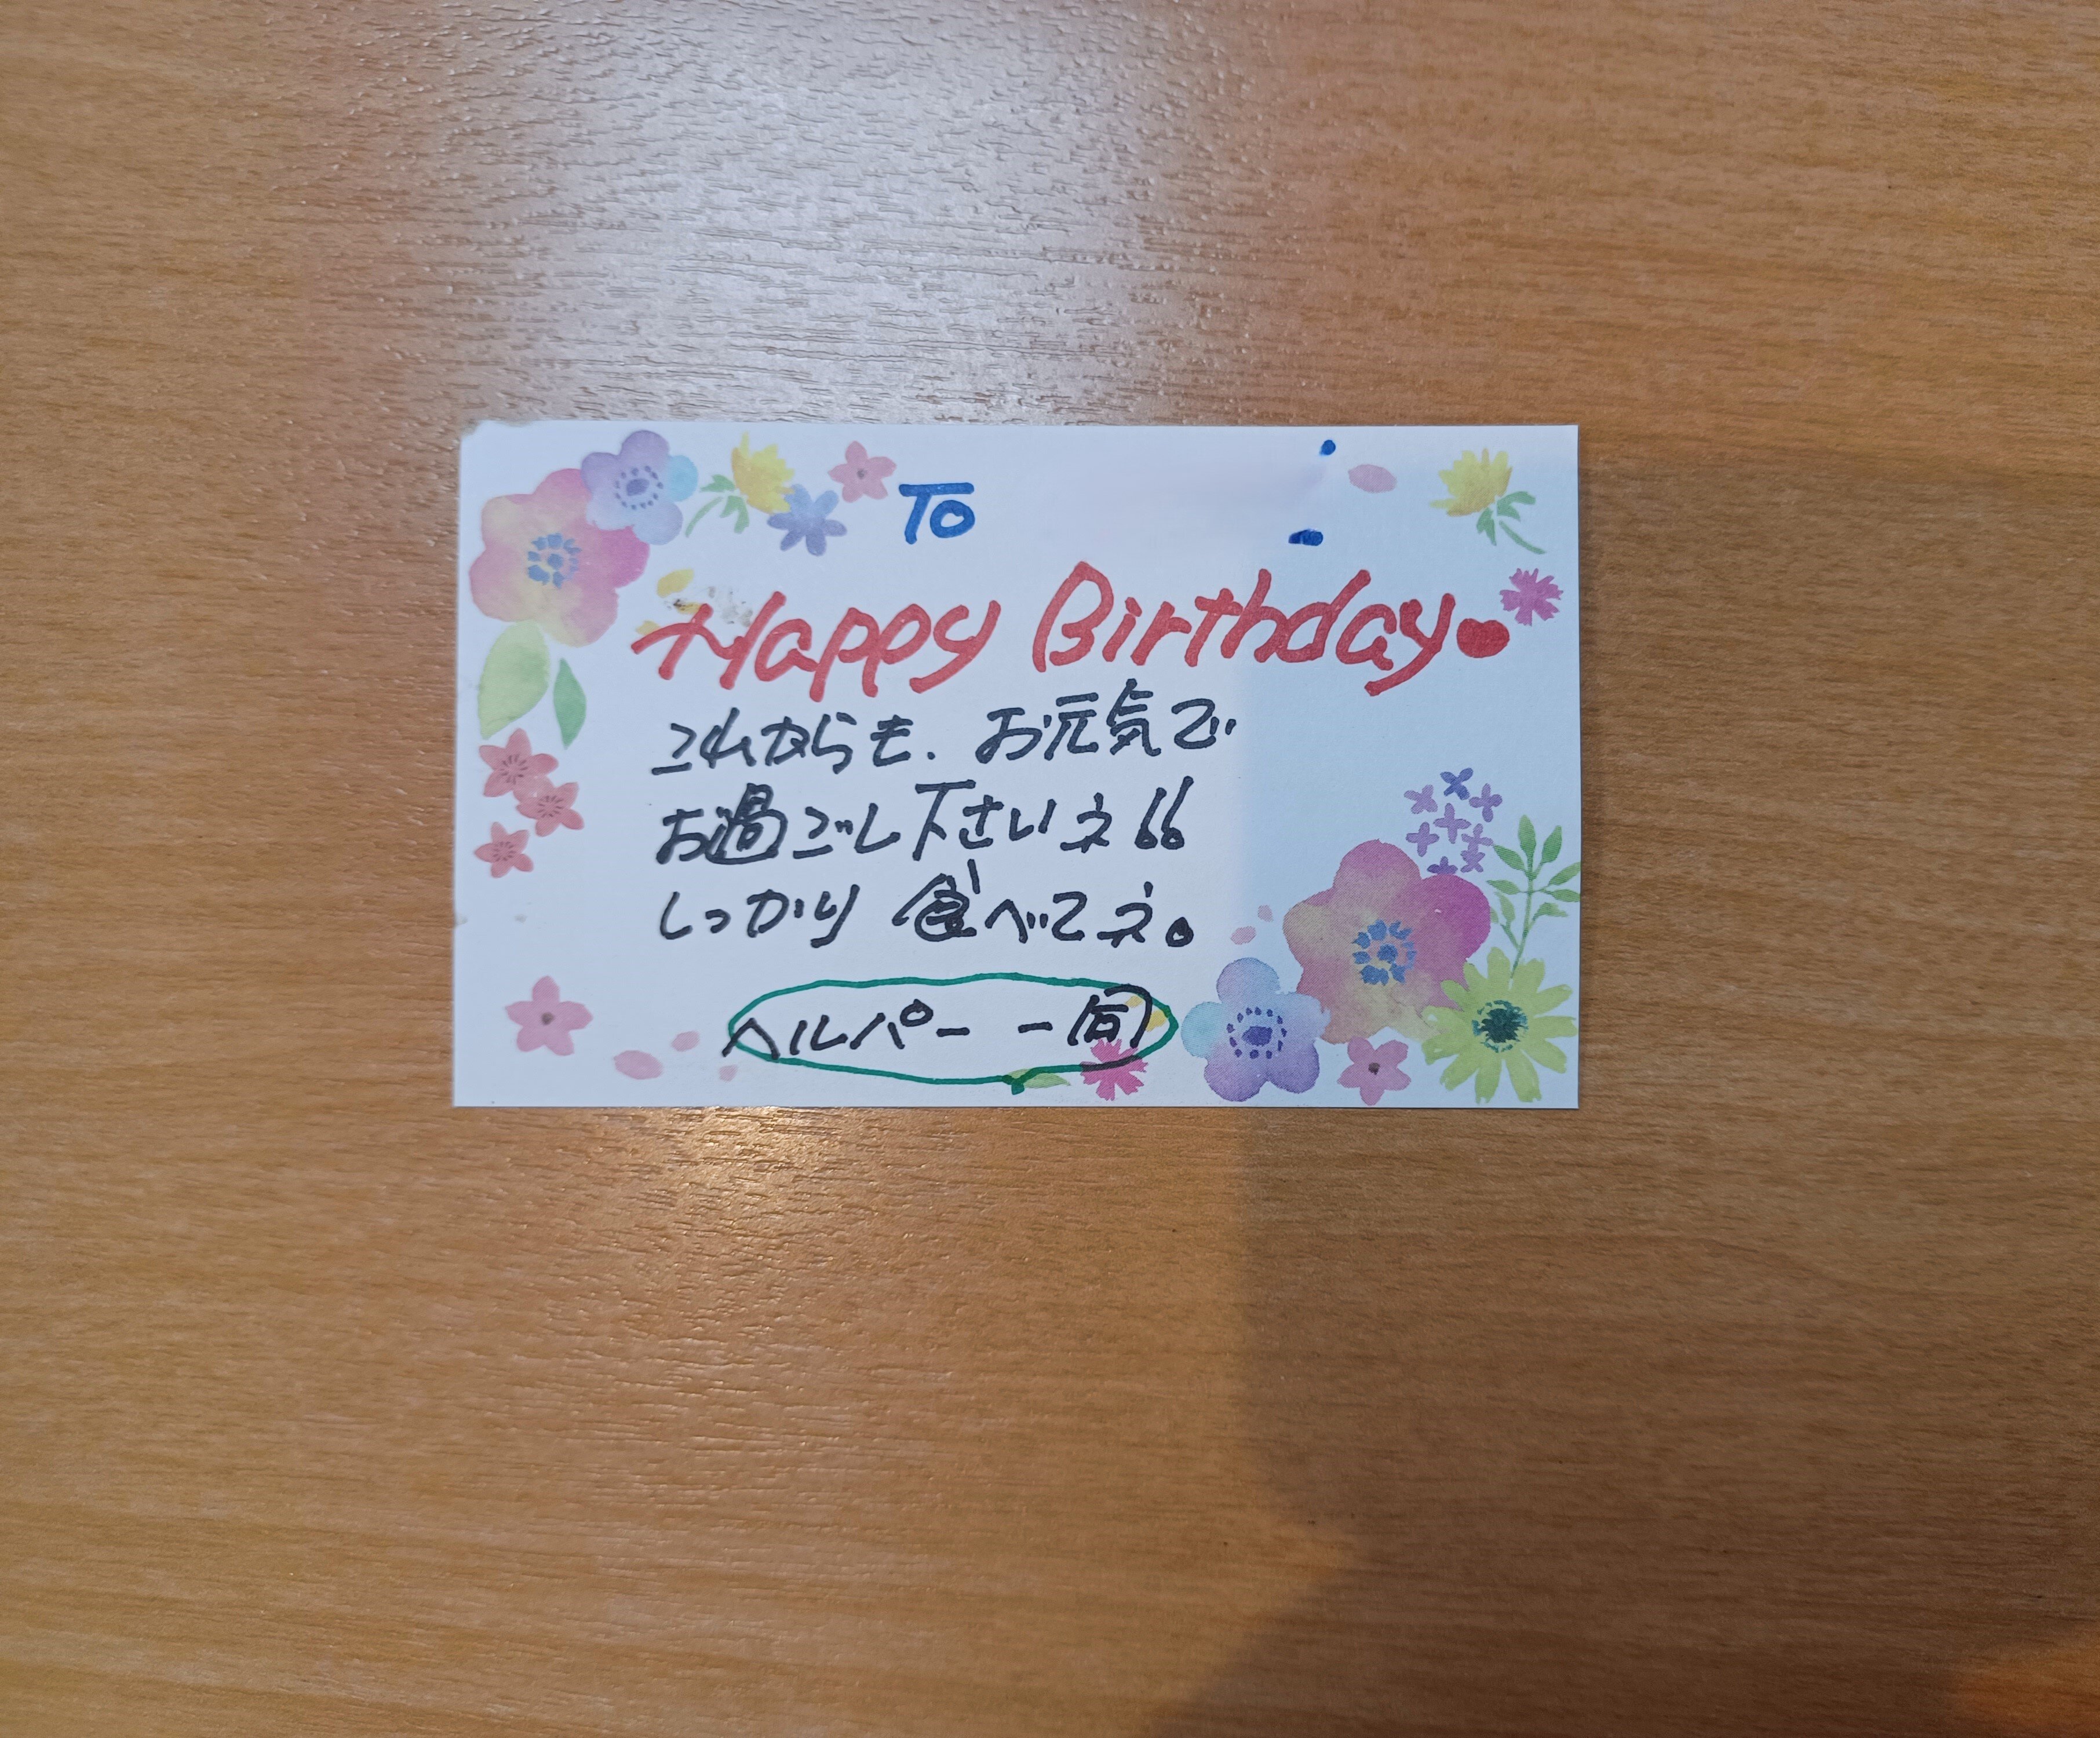 To
Happy Birthday♥
これからも、お元気で
お過ごし下さいネ!!
しっかり食べてネ。
ヘルパー 一同